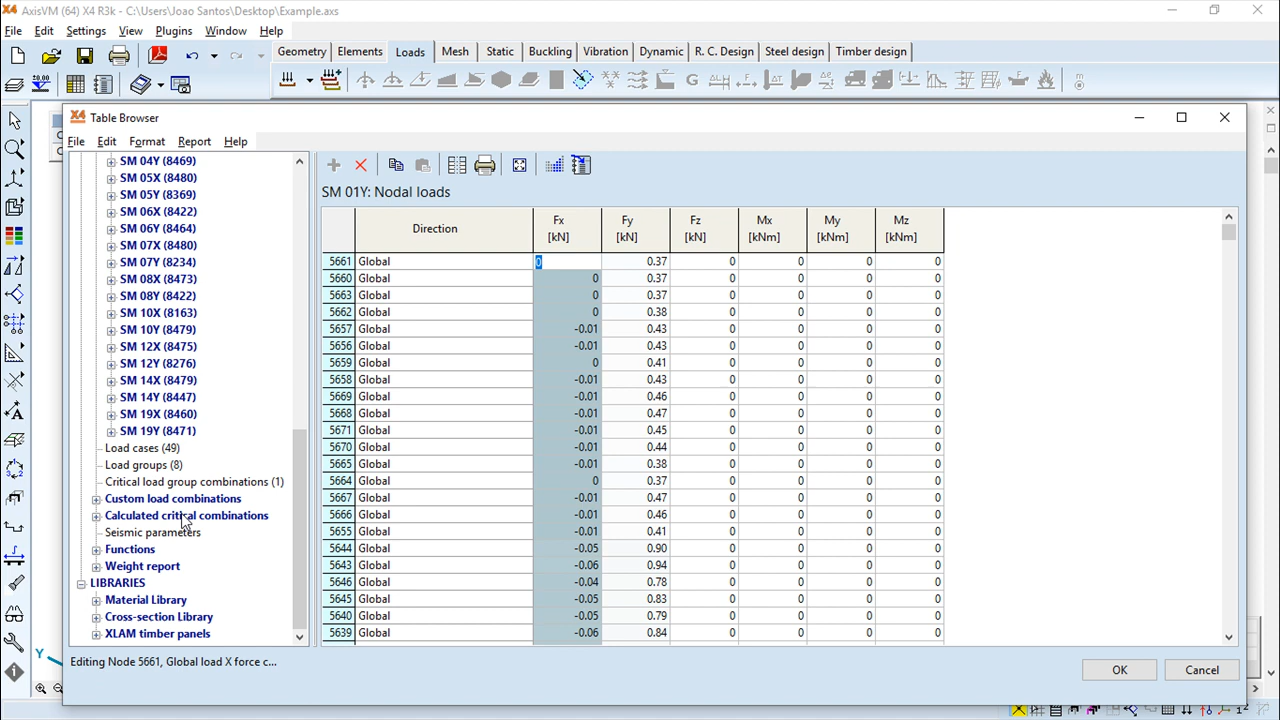 X4 AxisVM (64) X4 R3k - C:\Users\Joao Santos\Desktop\Example.axs
File Edit Settings View Plugins Window Help
Geometry Elements Loads Mesh Static Buckling Vibration Dynamic R. C. Design Steel design Timber design
X4 Table Browser
File Edit Format Report Help
SM 04Y (8469)
SM 05X (8480)
SM 05Y (8369)
SM 06X (8422)
SM 06Y (8464)
SM 07X (8480)
SM 07Y (8234)
SM 08X (8473)
SM 08Y (8422)
SM 10X (8163)
SM 10Y (8479)
SM 12X (8475)
SM 12Y (8276)
SM 14X (8479)
SM 14Y (8447)
SM 19X (8460)
SM 19Y (8471)
Load cases (49)
Load groups (8)
Critical load group combinations (1)
Custom load combinations
Calculated critical combinations
Seismic parameters
Functions
Weight report
LIBRARIES
Material Library
Cross-section Library
XLAM timber panels
SM 01Y: Nodal loads
Direction Fx [kN] Fy [kN] Fz [kN] Mx [kNm] My [kNm] Mz [kNm]
5661 Global 0 0.37 0 0 0 0
5660 Global 0 0.37 0 0 0 0
5663 Global 0 0.37 0 0 0 0
5662 Global 0 0.38 0 0 0 0
5657 Global -0.01 0.43 0 0 0 0
5656 Global -0.01 0.43 0 0 0 0
5659 Global 0 0.41 0 0 0 0
5658 Global -0.01 0.43 0 0 0 0
5669 Global -0.01 0.46 0 0 0 0
5668 Global -0.01 0.47 0 0 0 0
5671 Global -0.01 0.45 0 0 0 0
5670 Global -0.01 0.44 0 0 0 0
5665 Global -0.01 0.38 0 0 0 0
5664 Global 0 0.37 0 0 0 0
5667 Global -0.01 0.47 0 0 0 0
5666 Global -0.01 0.46 0 0 0 0
5655 Global -0.01 0.41 0 0 0 0
5644 Global -0.05 0.90 0 0 0 0
5643 Global -0.06 0.94 0 0 0 0
5646 Global -0.04 0.78 0 0 0 0
5645 Global -0.05 0.83 0 0 0 0
5640 Global -0.05 0.79 0 0 0 0
5639 Global -0.06 0.84 0 0 0 0
Editing Node 5661, Global load X force c...
OK Cancel
Y